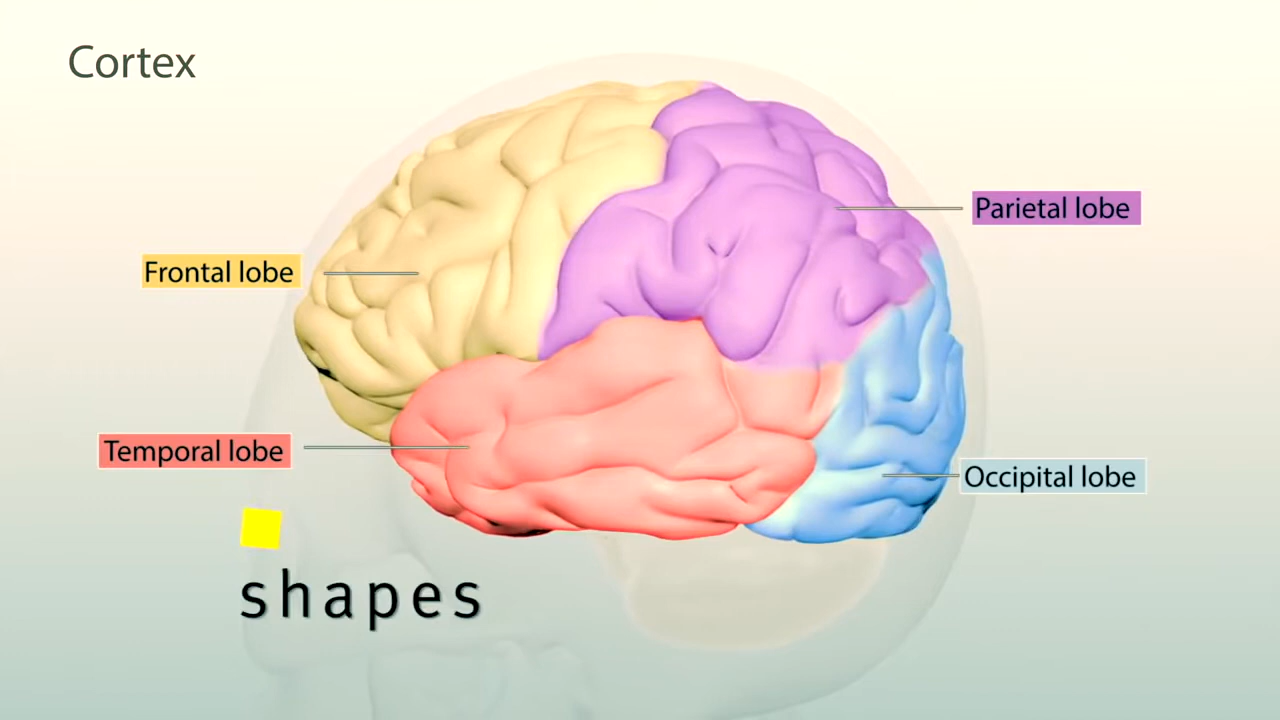 Cortex
Parietal lobe
Frontal lobe
Temporal lobe
Occipital lobe
shapes